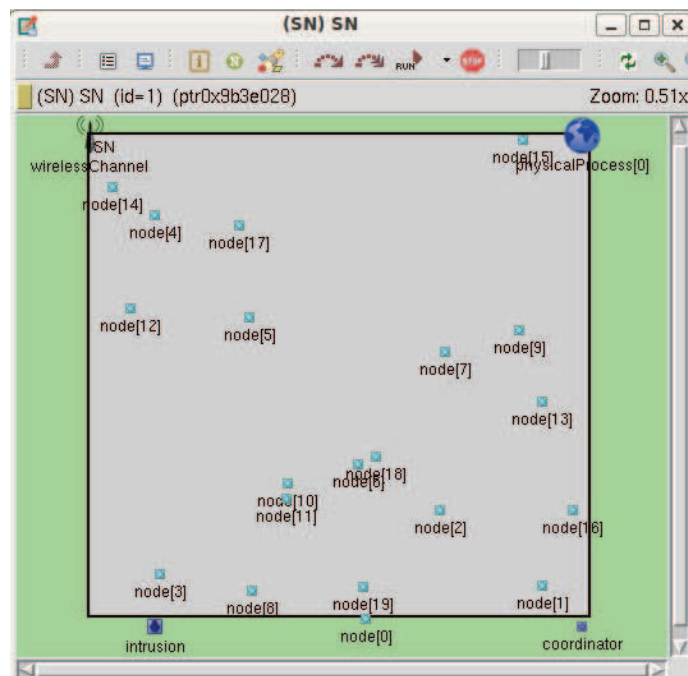 (SN) SN
RUN
(SN) SN (id=1) (ptr0x9b3e028)
Zoom: 0.51x
SN
wirelessChannel
node[15]
physicalProcess[0]
node[14]
node[4]
node[17]
node[12]
node[5]
node[9]
node[7]
node[13]
node[18]
node[6]
node[10]
node[11]
node[2]
node[16]
node[3]
node[8]
node[19]
node[1]
node[0]
intrusion
coordinator